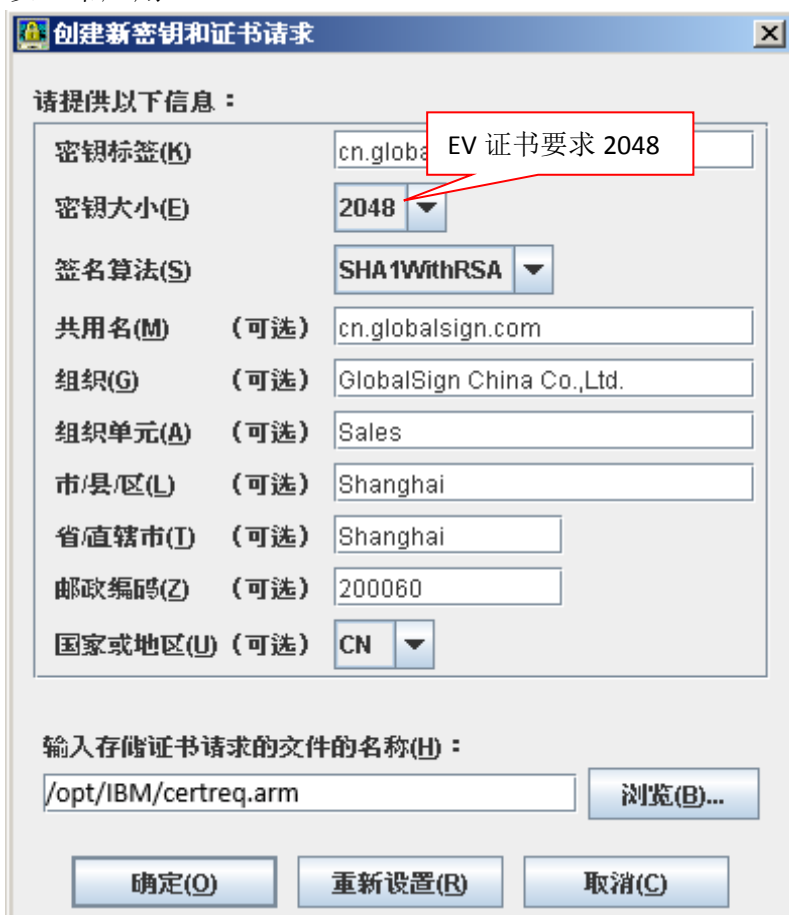 创建新密钥和证书请求
请提供以下信息：
密钥标签(K) cn.globa
EV 证书要求 2048
密钥大小(E) 2048
签名算法(S) SHA1WithRSA
共用名(M) （可选） cn.globalsign.com
组织(G) （可选） GlobalSign China Co.,Ltd.
组织单元(A) （可选） Sales
市/县/区(L) （可选） Shanghai
省/直辖市(T) （可选） Shanghai
邮政编码(Z) （可选） 200060
国家或地区(U) （可选） CN
输入存储证书请求的文件的名称(H)：
/opt/IBM/certreq.arm 浏览(B)...
确定(O) 重新设置(R) 取消(C)